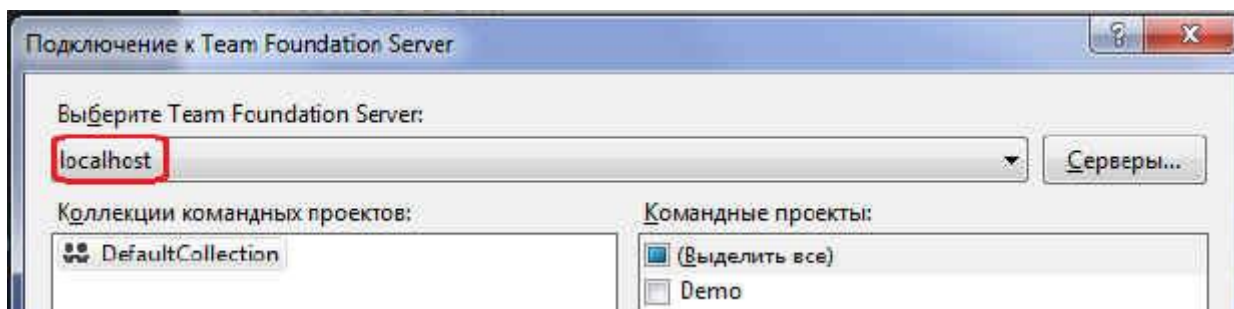 Подключение к Team Foundation Server
Выберите Team Foundation Server:
localhost
Серверы...
Коллекции командных проектов:
Командные проекты:
DefaultCollection
(Выделить все)
Demo